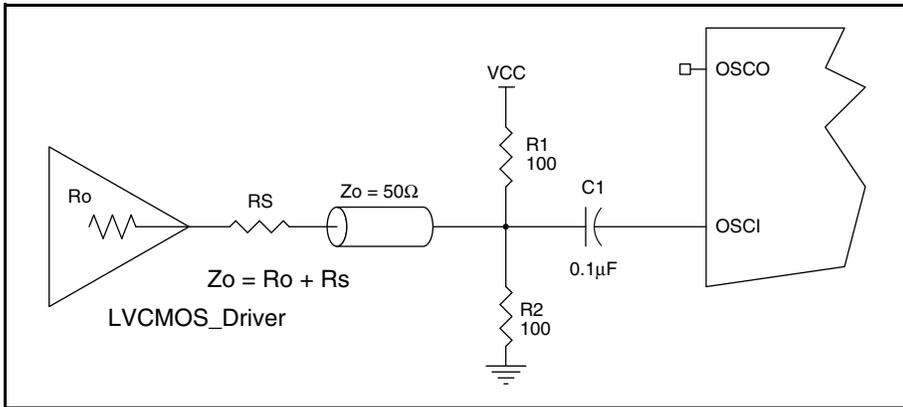 OSCO
VCC
R1
100
C1
Ro
RS
Zo = 50Ω
OSCI
0.1µF
Zo = Ro + Rs
R2
100
LVCMOS_Driver